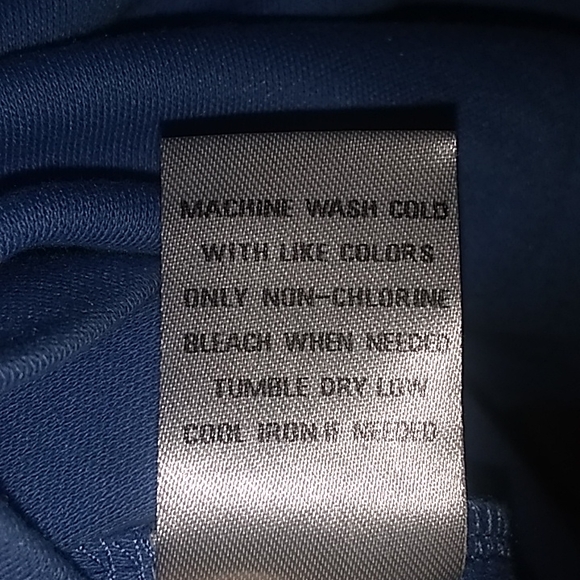 MACHINE WASH COLD
WITH LIKE COLORS
ONLY NON-CHLORINE
BLEACH WHEN NEEDED
TUMBLE DRY LOW
COOL IRON IF NEEDED